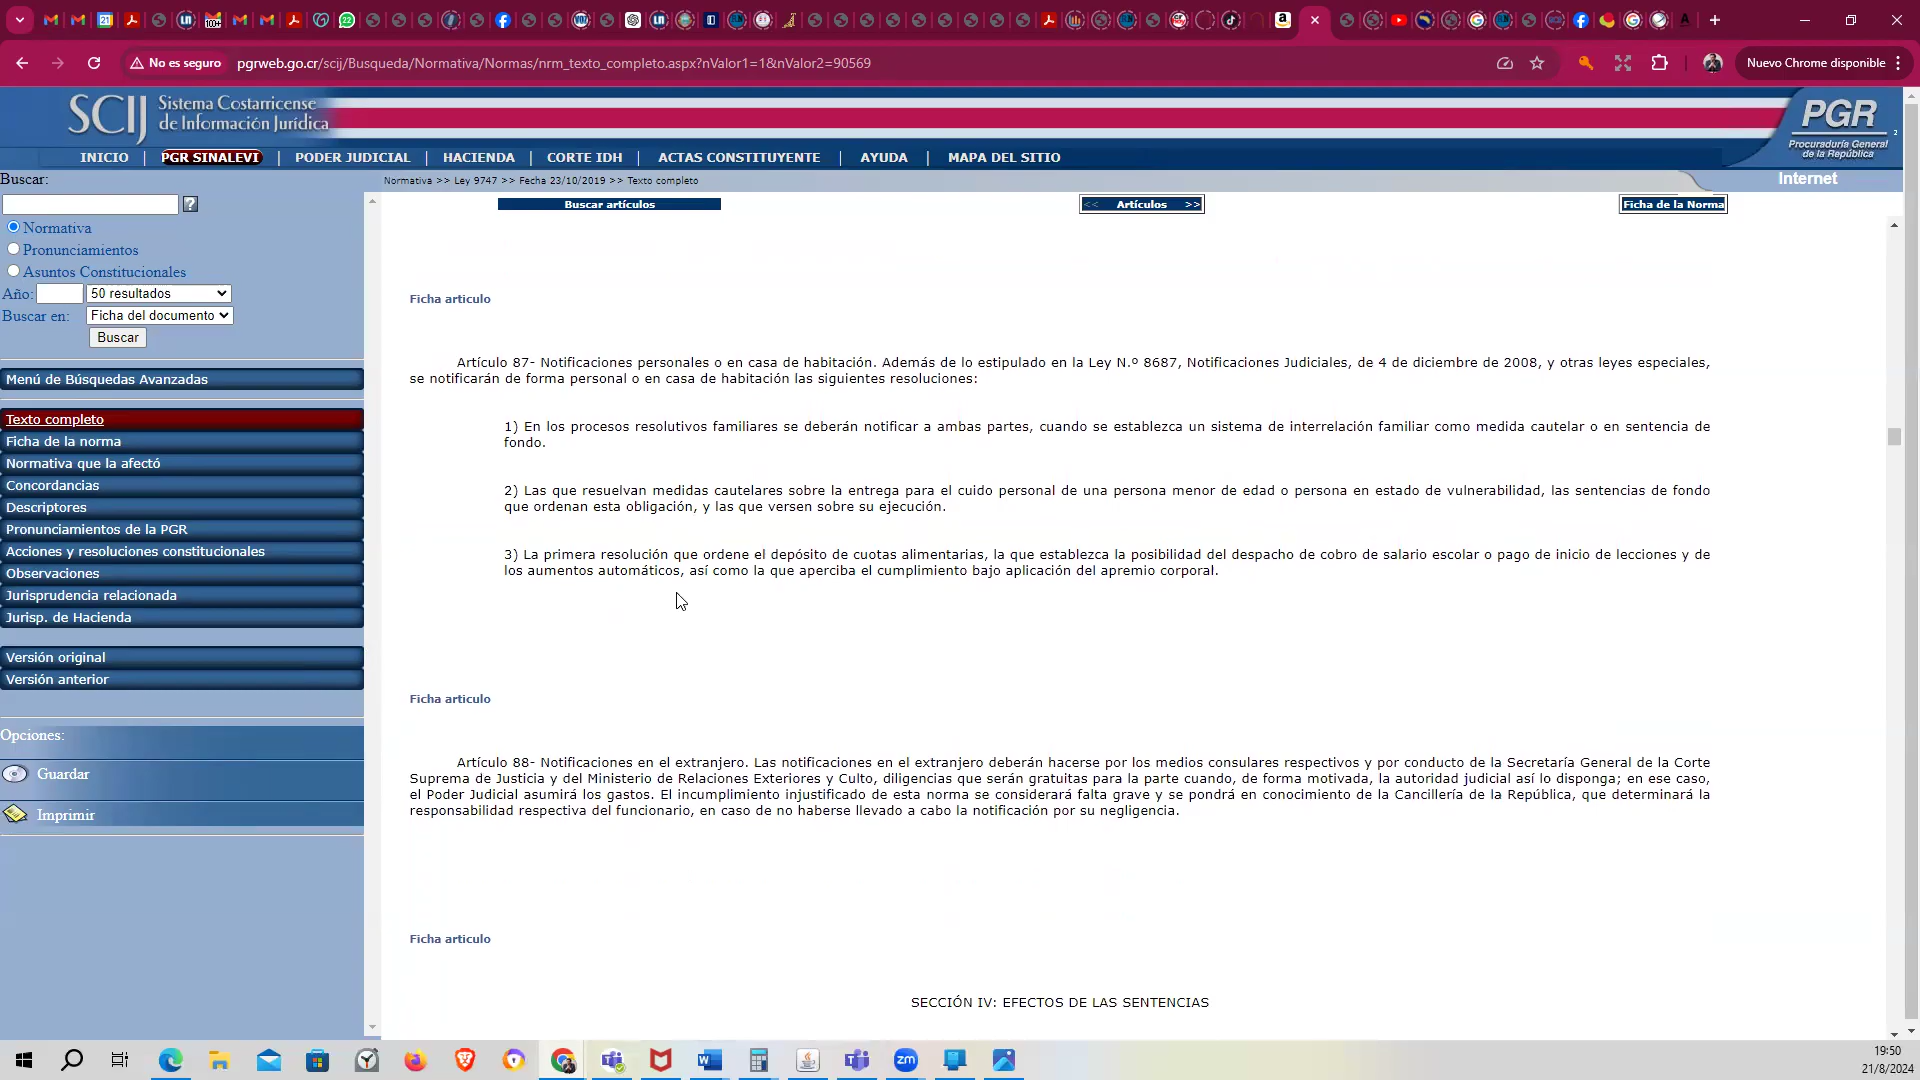 No es seguro
pgrweb.go.cr/scij/Busqueda/Normativa/Normas/nrm_texto_completo.aspx?nValor1=1&nValor2=90569
Nuevo Chrome disponible
SCIJ
Sistema Costarricense
de Información Jurídica
PGR
Procuraduría General
de la República
INICIO | PGR SINALEVI | PODER JUDICIAL | HACIENDA | CORTE IDH | ACTAS CONSTITUYENTE | AYUDA | MAPA DEL SITIO
Internet
Buscar:
Normativa >> Ley 9747 >> Fecha 23/10/2019 >> Texto completo
Buscar artículos
<< Artículos >>
Ficha de la Norma
?
Normativa
Pronunciamientos
Asuntos Constitucionales
Año: 50 resultados
Buscar en: Ficha del documento
Buscar
Menú de Búsquedas Avanzadas
Texto completo
Ficha de la norma
Normativa que la afectó
Concordancias
Descriptores
Pronunciamientos de la PGR
Acciones y resoluciones constitucionales
Observaciones
Jurisprudencia relacionada
Jurisp. de Hacienda
Versión original
Versión anterior
Opciones:
Guardar
Imprimir
Ficha articulo
Artículo 87- Notificaciones personales o en casa de habitación. Además de lo estipulado en la Ley N.º 8687, Notificaciones Judiciales, de 4 de diciembre de 2008, y otras leyes especiales,
se notificarán de forma personal o en casa de habitación las siguientes resoluciones:
1) En los procesos resolutivos familiares se deberán notificar a ambas partes, cuando se establezca un sistema de interrelación familiar como medida cautelar o en sentencia de
fondo.
2) Las que resuelvan medidas cautelares sobre la entrega para el cuido personal de una persona menor de edad o persona en estado de vulnerabilidad, las sentencias de fondo
que ordenan esta obligación, y las que versen sobre su ejecución.
3) La primera resolución que ordene el depósito de cuotas alimentarias, la que establezca la posibilidad del despacho de cobro de salario escolar o pago de inicio de lecciones y de
los aumentos automáticos, así como la que aperciba el cumplimiento bajo aplicación del apremio corporal.
Ficha articulo
Artículo 88- Notificaciones en el extranjero. Las notificaciones en el extranjero deberán hacerse por los medios consulares respectivos y por conducto de la Secretaría General de la Corte
Suprema de Justicia y del Ministerio de Relaciones Exteriores y Culto, diligencias que serán gratuitas para la parte cuando, de forma motivada, la autoridad judicial así lo disponga; en ese caso,
el Poder Judicial asumirá los gastos. El incumplimiento injustificado de esta norma se considerará falta grave y se pondrá en conocimiento de la Cancillería de la República, que determinará la
responsabilidad respectiva del funcionario, en caso de no haberse llevado a cabo la notificación por su negligencia.
Ficha articulo
SECCIÓN IV: EFECTOS DE LAS SENTENCIAS
19:50
21/8/2024